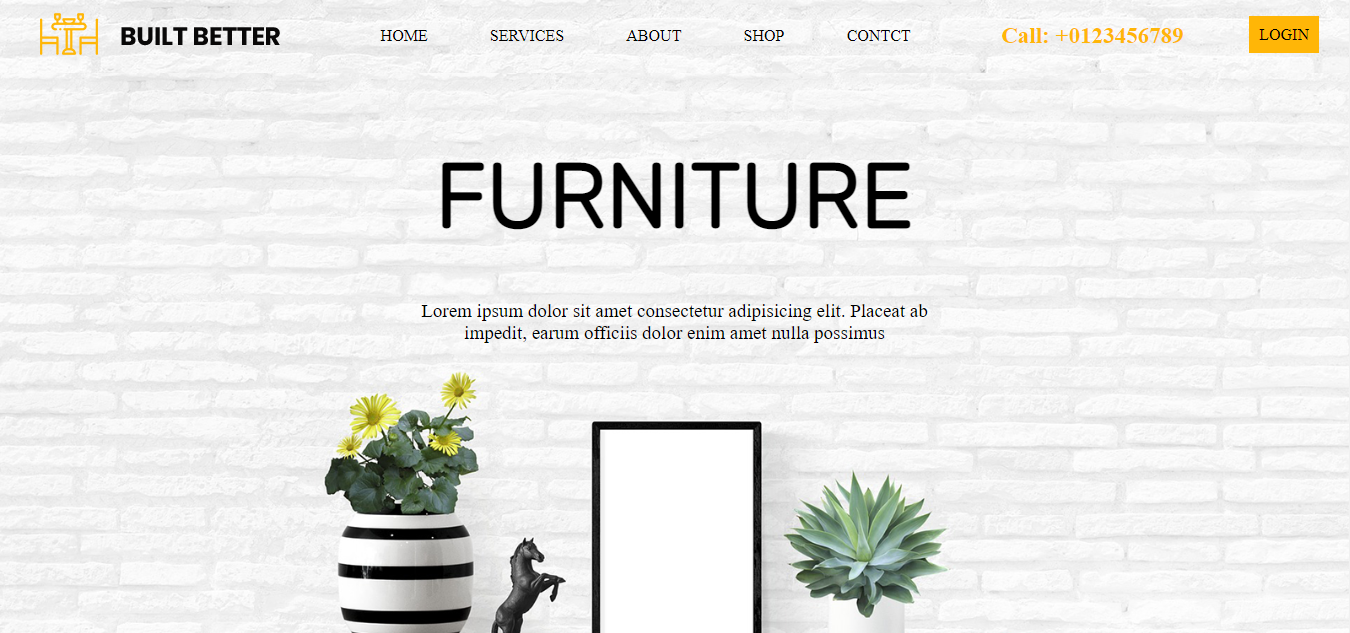 BUILT BETTER HOME SERVICES ABOUT SHOP CONTCT Call: +0123456789 LOGIN
FURNITURE
Lorem ipsum dolor sit amet consectetur adipisicing elit. Placeat ab
impedit, earum officiis dolor enim amet nulla possimus